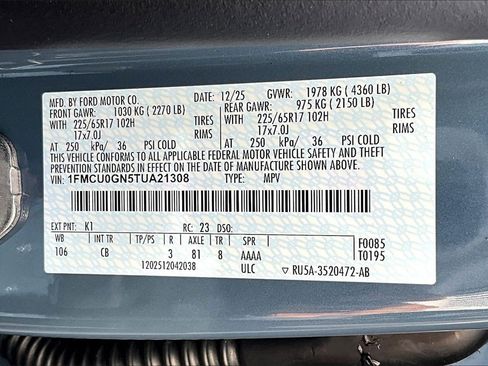 MFD. BY FORD MOTOR CO. 12/25 GVWR: 1978 KG ( 4360 LB)
FRONT GAWR: 1030 KG ( 2270 LB) REAR GAWR: 975 KG ( 2150 LB)
WITH TIRES WITH TIRES
225/65R17 102H 225/65R17 102H
17x7.0J RIMS 17x7.0J RIMS
AT 250 kPa/ 36 PSI COLD AT 250 kPa/ 36 PSI COLD
THIS VEHICLE CONFORMS TO ALL APPLICABLE FEDERAL MOTOR VEHICLE SAFETY AND THEFT
PREVENTION STANDARDS IN EFFECT ON THE DATE OF MANUFACTURE SHOWN ABOVE.
VIN: 1FMCU0GN5TUA21308 TYPE: MPV
EXT PNT: K1 RC: 23 DSO:
WB INT TR TP/PS R AXLE TR SPR F0085
106 CB 3 81 8 AAAA T0195
1202512042038 ULC RU5A-3520472-AB